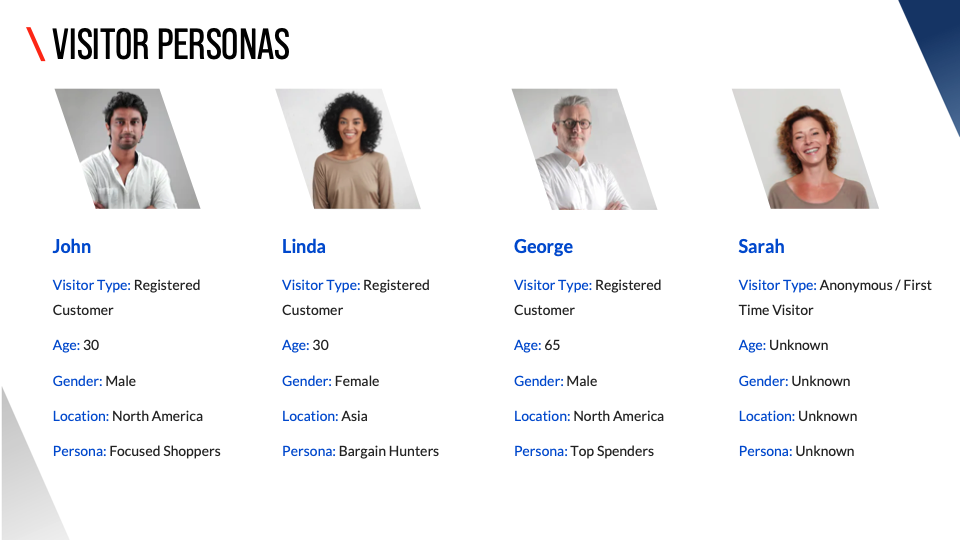 VISITOR PERSONAS
John
Visitor Type: Registered
Customer
Age: 30
Gender: Male
Location: North America
Persona: Focused Shoppers
Linda
Visitor Type: Registered
Customer
Age: 30
Gender: Female
Location: Asia
Persona: Bargain Hunters
George
Visitor Type: Registered
Customer
Age: 65
Gender: Male
Location: North America
Persona: Top Spenders
Sarah
Visitor Type: Anonymous / First
Time Visitor
Age: Unknown
Gender: Unknown
Location: Unknown
Persona: Unknown